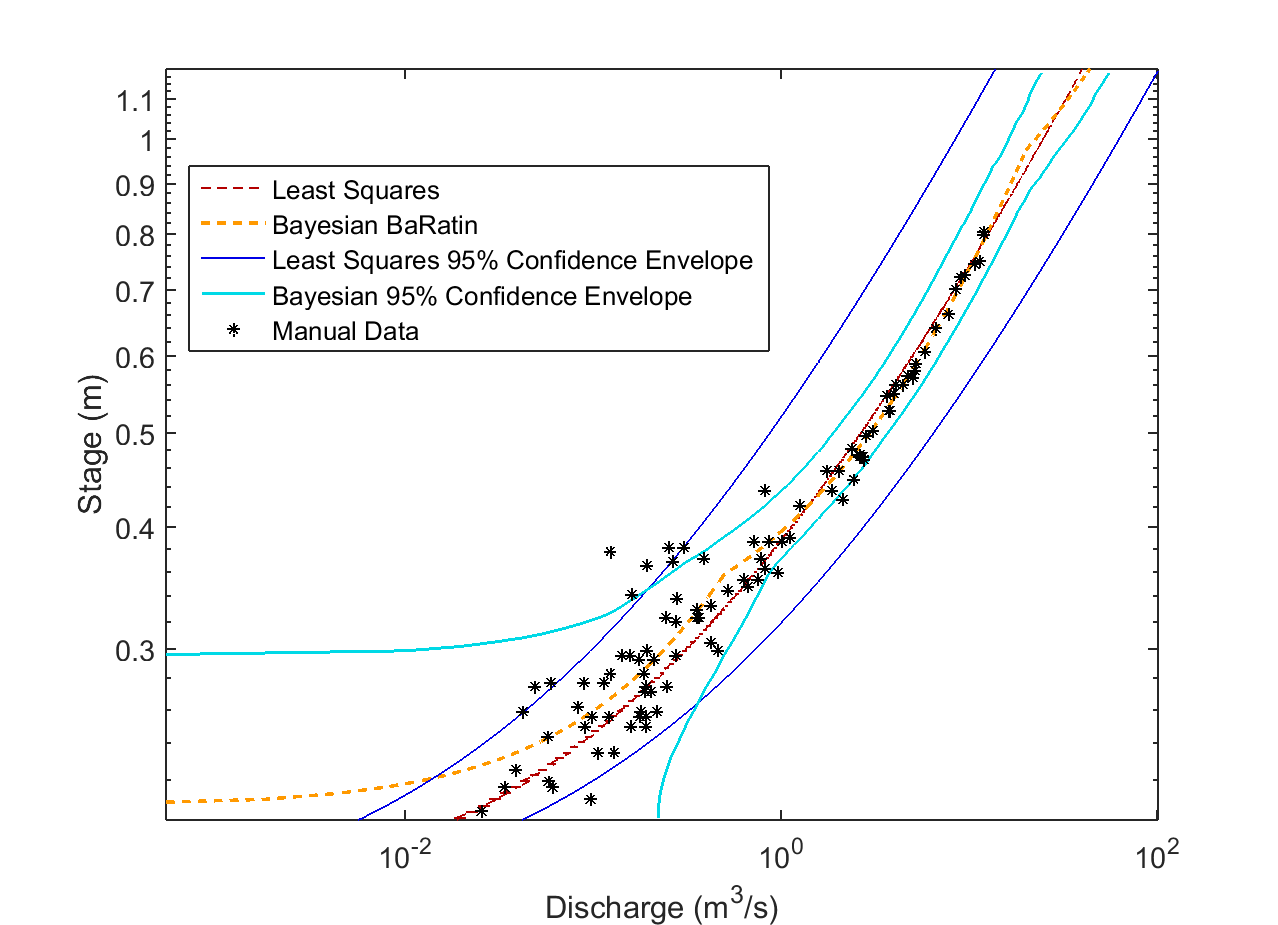 1.1
1
0.9
0.8
0.7
0.6
0.5
0.4
0.3
Stage (m)
Least Squares
Bayesian BaRatin
Least Squares 95% Confidence Envelope
Bayesian 95% Confidence Envelope
Manual Data
10^-2 10^0 10^2
Discharge (m^3/s)